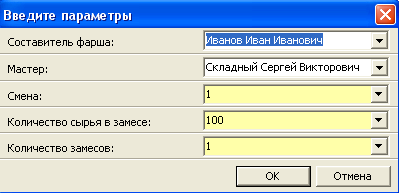 Введите параметры
Составитель фарша: Иванов Иван Иванович
Мастер: Складный Сергей Викторович
Смена: 1
Количество сырья в замесе: 100
Количество замесов: 1
OK Отмена